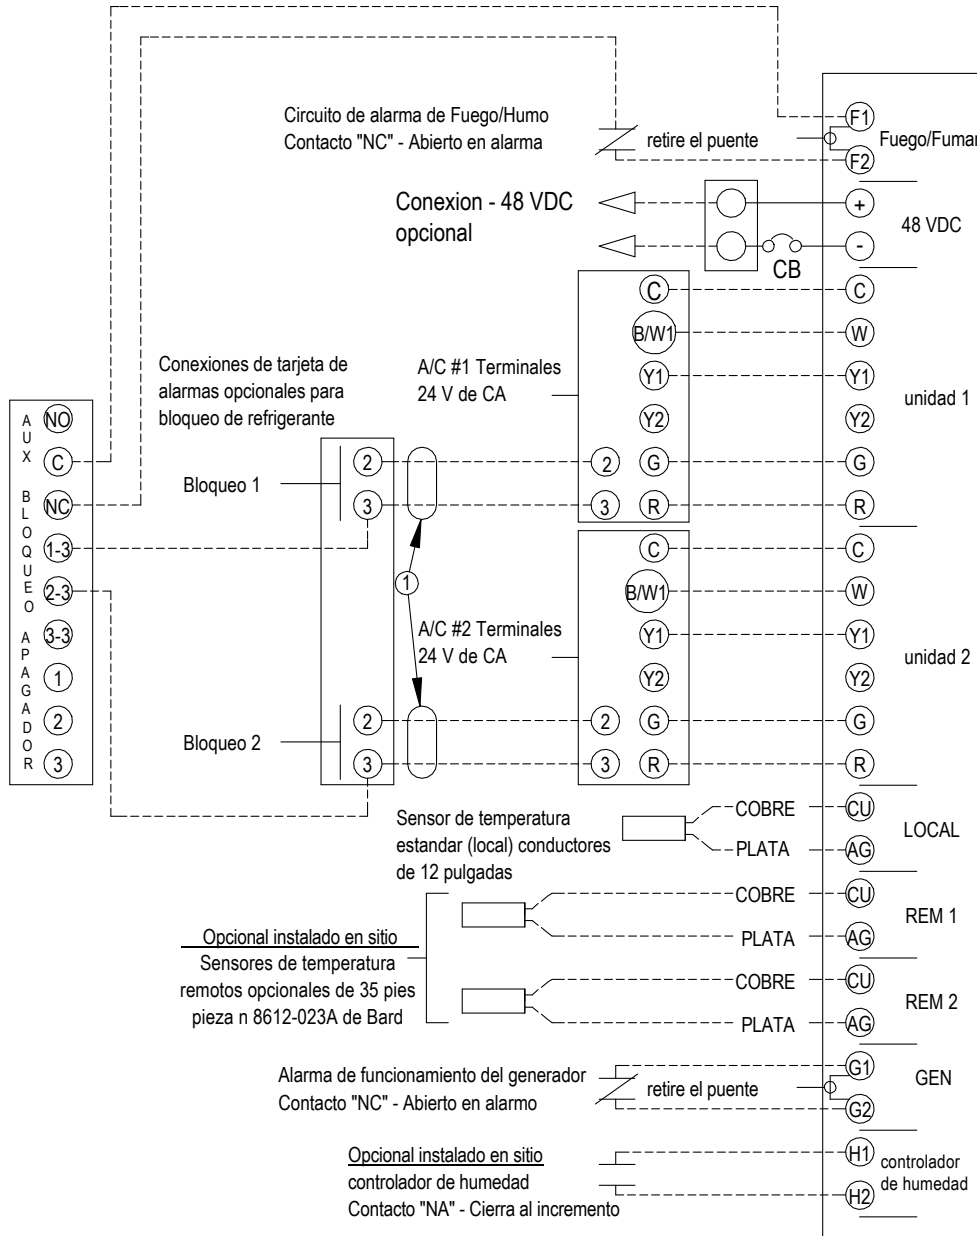 Circuito de alarma de Fuego/Humo
Contacto "NC" - Abierto en alarma
retire el puente
F1
F2
Fuego/Fumar
Conexion - 48 VDC
opcional
CB
+
-
48 VDC
Conexiones de tarjeta de
alarmas opcionales para
bloqueo de refrigerante
A/C #1 Terminales
24 V de CA
C
B/W1
Y1
Y2
2
G
3
R
C
W
Y1
Y2
G
R
unidad 1
AUX BLOQUEO APAGADOR
NO
C
NC
1-3
2-3
3-3
1
2
3
Bloqueo 1
2
3
1
A/C #2 Terminales
24 V de CA
C
B/W1
Y1
Y2
2
G
3
R
C
W
Y1
Y2
G
R
unidad 2
Bloqueo 2
2
3
Sensor de temperatura
estandar (local) conductores
de 12 pulgadas
COBRE
PLATA
CU
AG
LOCAL
Opcional instalado en sitio
Sensores de temperatura
remotos opcionales de 35 pies
pieza n 8612-023A de Bard
COBRE
PLATA
CU
AG
REM 1
COBRE
PLATA
CU
AG
REM 2
Alarma de funcionamiento del generador
Contacto "NC" - Abierto en alarmo
retire el puente
G1
G2
GEN
Opcional instalado en sitio
controlador de humedad
Contacto "NA" - Cierra al incremento
H1
H2
controlador
de humedad